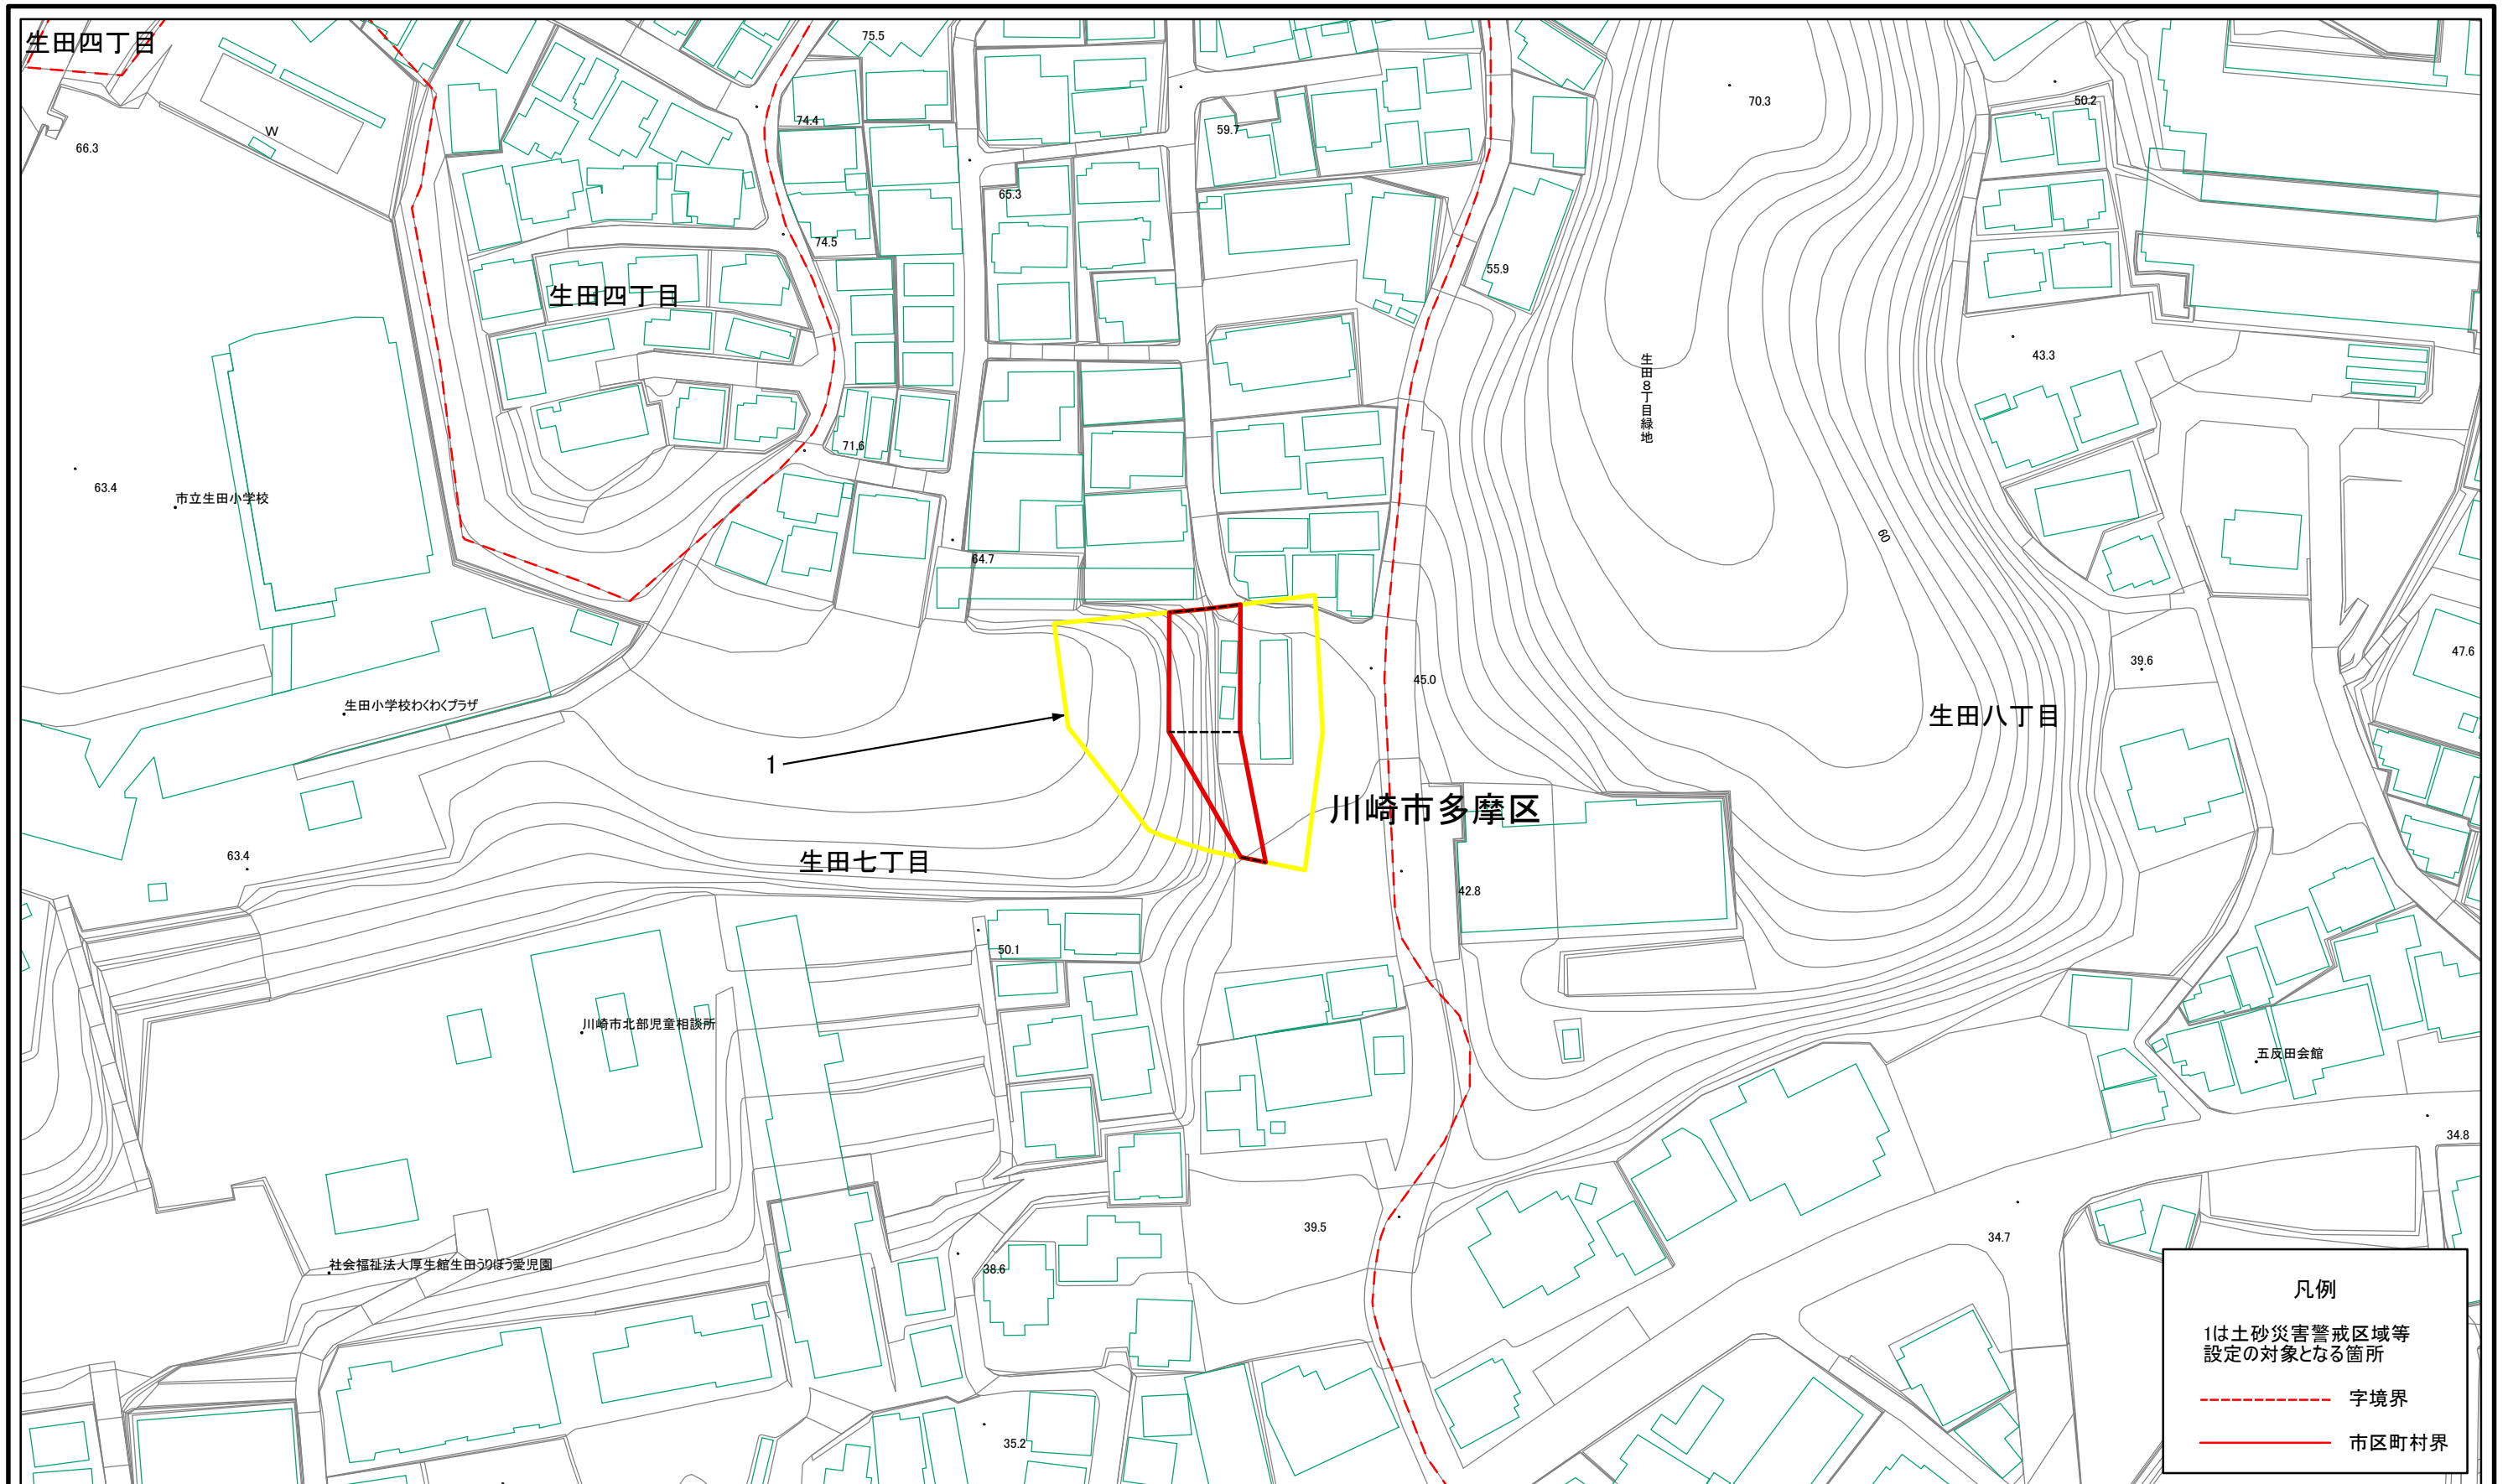 生田四丁目
75.5
70.3
50.2
W
74.4
59.7
66.3
65.3
74.5
55.9
生田四丁目
43.3
生田8丁目緑地
71.6
63.4
市立生田小学校
60
64.7
39.6
47.6
45.0
生田小学校わくわくプラザ
生田八丁目
1
川崎市多摩区
63.4
生田七丁目
42.8
50.1
川崎市北部児童相談所
五反田会館
34.8
39.5
34.7
社会福祉法人厚生館生田うりぼう愛児園
38.6
35.2
凡例
1は土砂災害警戒区域等
設定の対象となる箇所
字境界
市区町村界